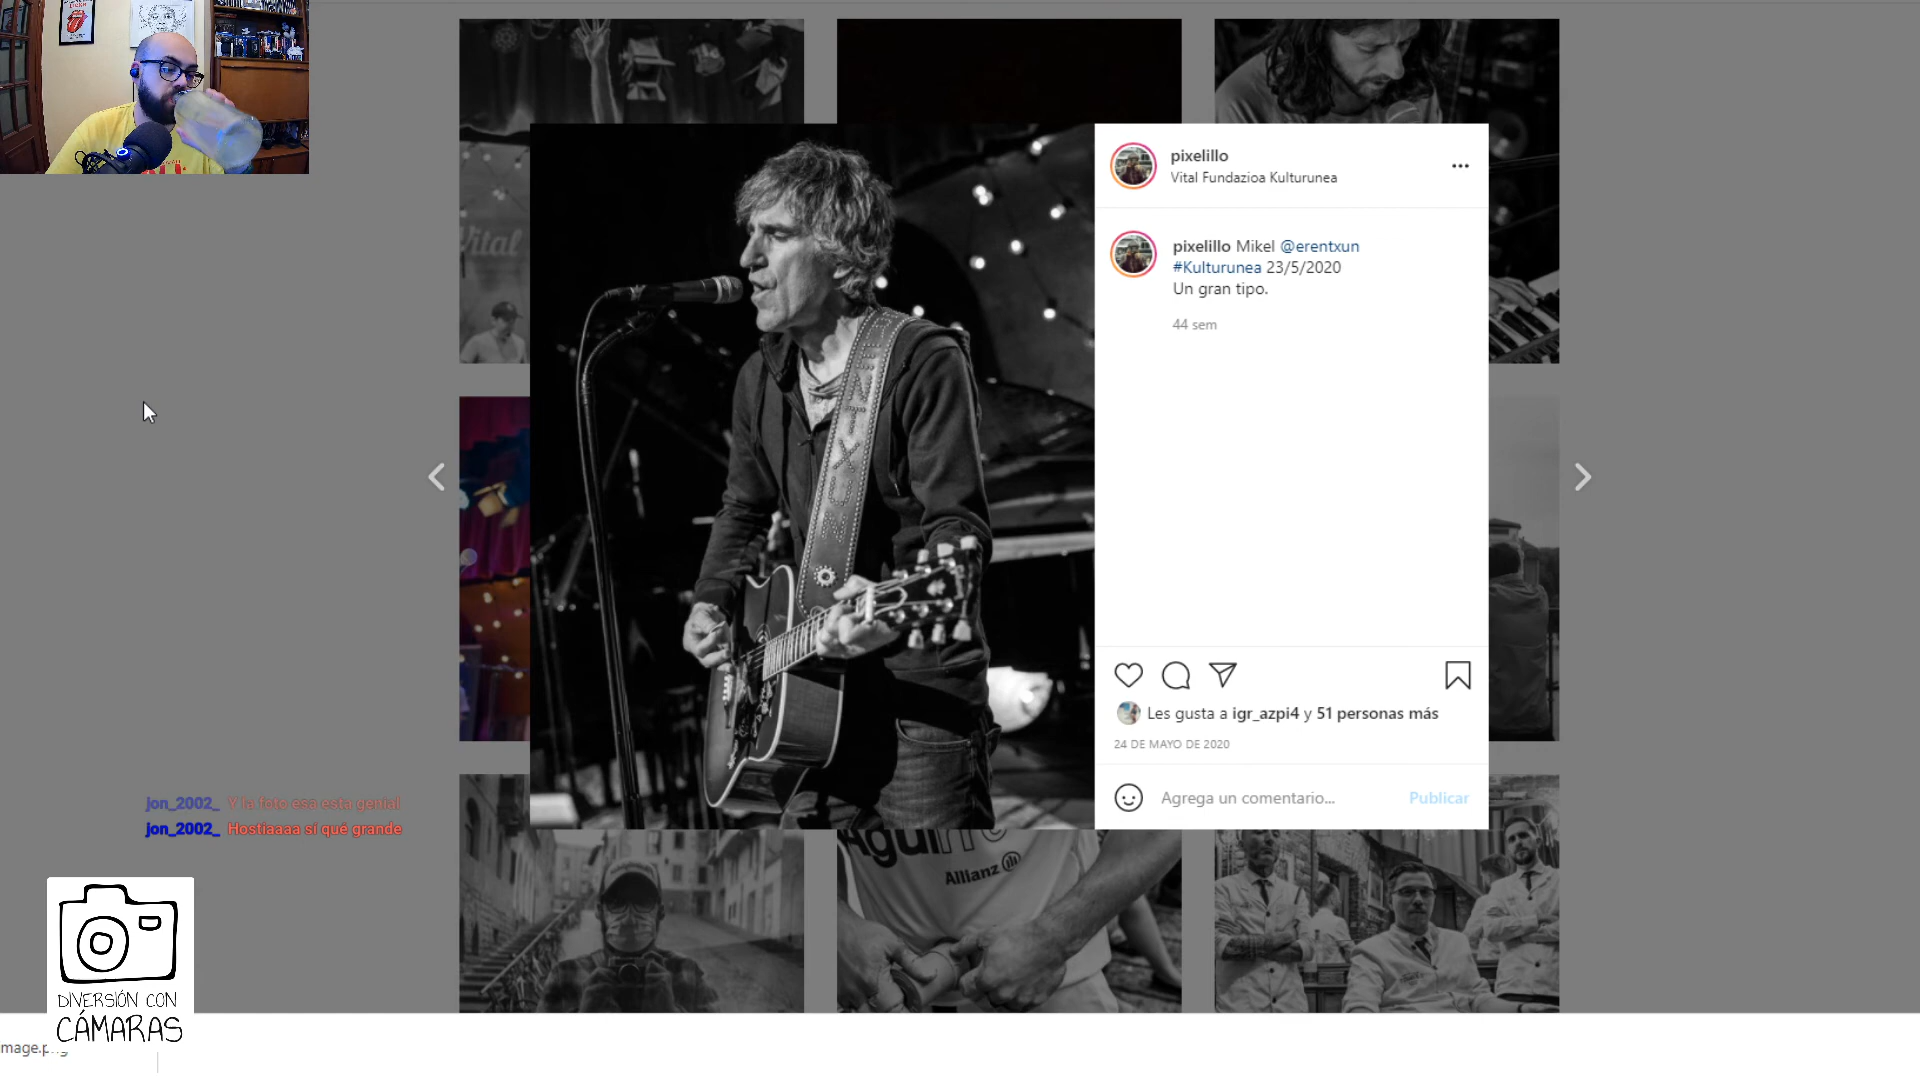 pixelillo
Vital Fundazioa Kulturunea
pixelillo Mikel @erentxun
#Kulturunea 23/5/2020
Un gran tipo.
44 sem
Vital
ERENTXUN
Les gusta a igr_azpi4 y 51 personas más
24 DE MAYO DE 2020
Agrega un comentario...
Publicar
jon_2002_ Y la foto esa esta genial
jon_2002_ Hostiaaaa sí qué grande
Allianz
DIVERSIÓN CON
CÁMARAS